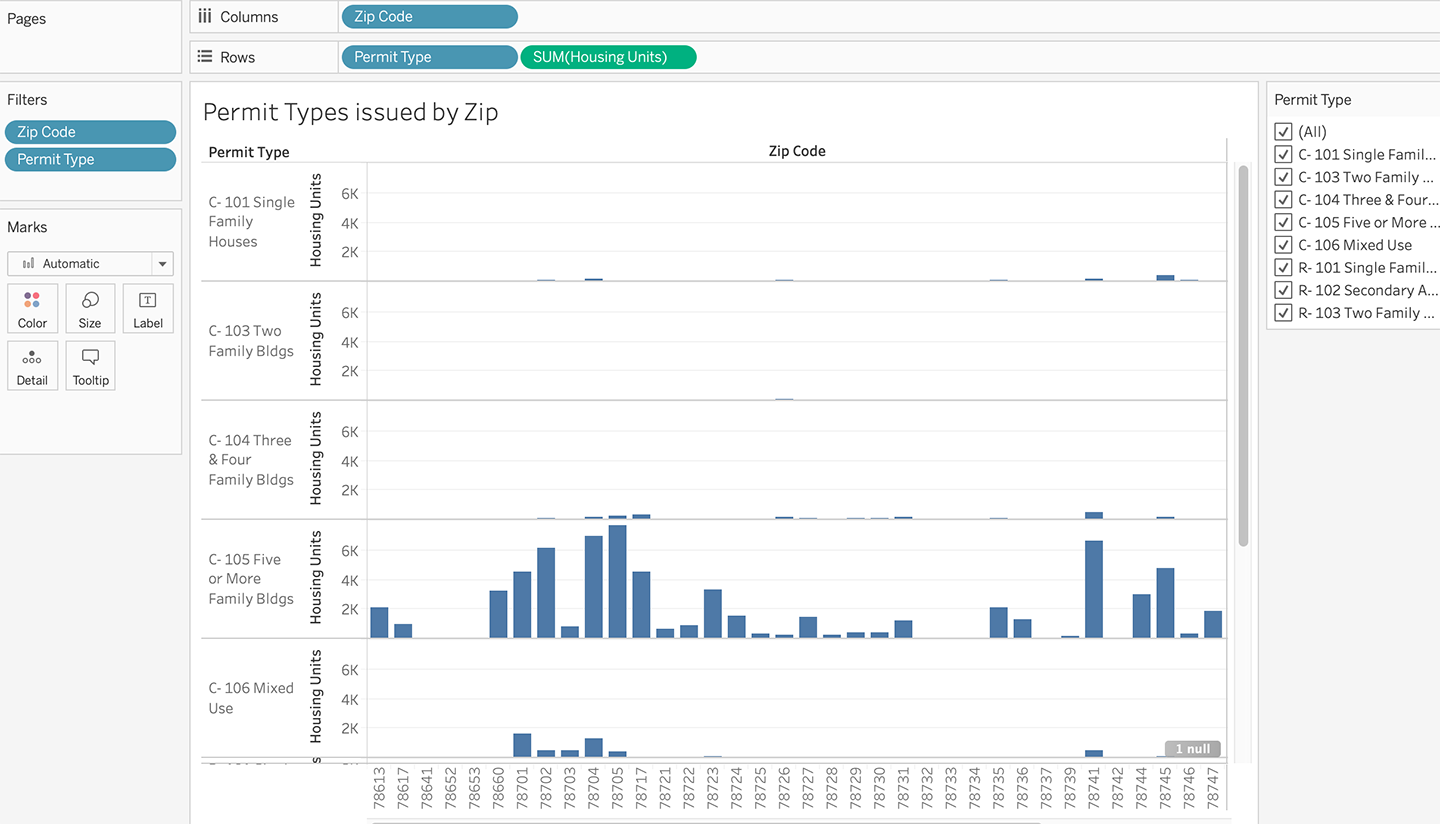 Pages
Columns
Zip Code
Rows
Permit Type
SUM(Housing Units)
Filters
Zip Code
Permit Type
Marks
Automatic
Color
Size
Label
T
Detail
Tooltip
Permit Types issued by Zip
Permit Type
Zip Code
C- 101 Single
Family
Houses
Housing Units
6K
4K
2K
C- 103 Two
Family Bldgs
Housing Units
6K
4K
2K
C- 104 Three
& Four
Family Bldgs
Housing Units
6K
4K
2K
C- 105 Five
or More
Family Bldgs
Housing Units
6K
4K
2K
C- 106 Mixed
Use
Housing Units
6K
4K
2K
1 null
78613
78617
78641
78652
78653
78660
78701
78702
78703
78704
78705
78717
78721
78722
78723
78724
78725
78726
78727
78728
78729
78730
78731
78732
78733
78734
78735
78736
78737
78739
78741
78742
78744
78745
78746
78747
Permit Type
(All)
C- 101 Single Famil...
C- 103 Two Family ...
C- 104 Three & Four...
C- 105 Five or More ...
C- 106 Mixed Use
R- 101 Single Famil...
R- 102 Secondary A...
R- 103 Two Family ...